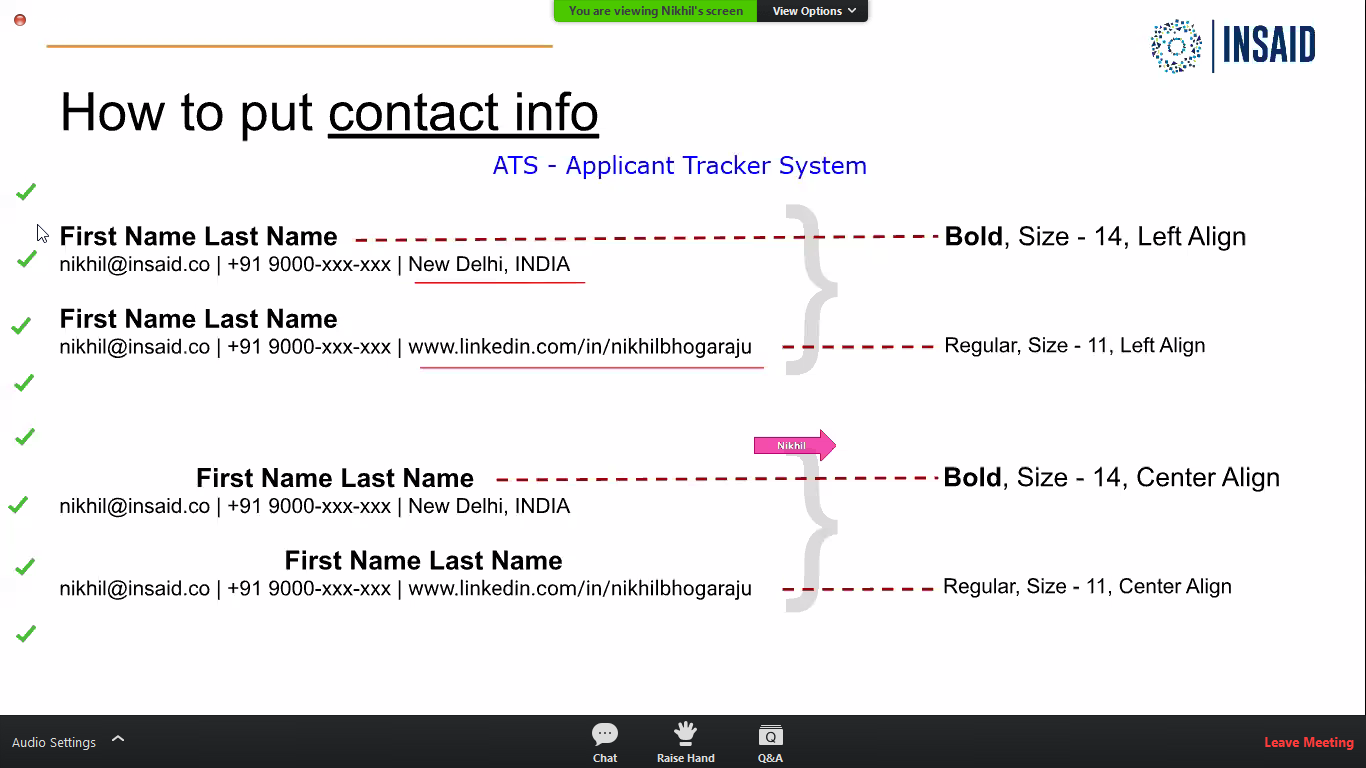 You are viewing Nikhil's screen View Options
INSAID
How to put contact info
ATS - Applicant Tracker System
First Name Last Name Bold, Size - 14, Left Align
nikhil@insaid.co | +91 9000-xxx-xxx | New Delhi, INDIA
First Name Last Name
nikhil@insaid.co | +91 9000-xxx-xxx | www.linkedin.com/in/nikhilbhogaraju Regular, Size - 11, Left Align
Nikhil
First Name Last Name Bold, Size - 14, Center Align
nikhil@insaid.co | +91 9000-xxx-xxx | New Delhi, INDIA
First Name Last Name
nikhil@insaid.co | +91 9000-xxx-xxx | www.linkedin.com/in/nikhilbhogaraju Regular, Size - 11, Center Align
Audio Settings Chat Raise Hand Q&A Leave Meeting